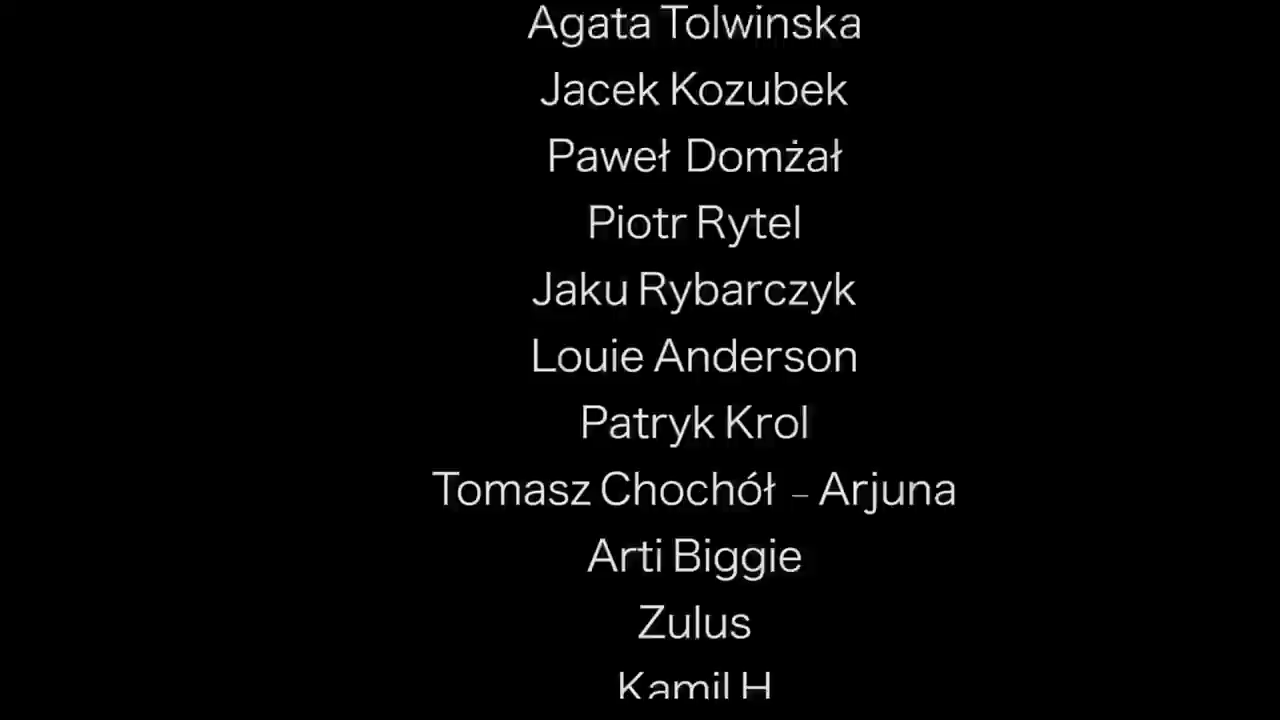 Agata Tolwinska
Jacek Kozubek
Paweł Domżał
Piotr Rytel
Jaku Rybarczyk
Louie Anderson
Patryk Krol
Tomasz Chochół – Arjuna
Arti Biggie
Zulus
Kamil H